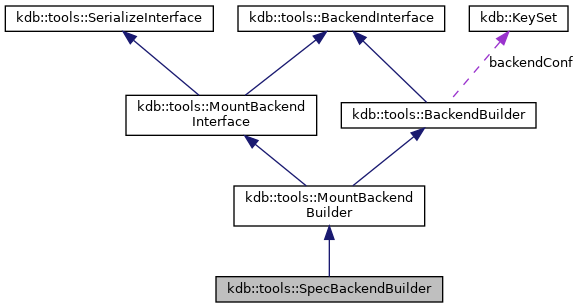 kdb::tools::SerializeInterface
kdb::tools::BackendInterface
kdb::KeySet
backendConf
kdb::tools::MountBackend
Interface
kdb::tools::BackendBuilder
kdb::tools::MountBackend
Builder
kdb::tools::SpecBackendBuilder